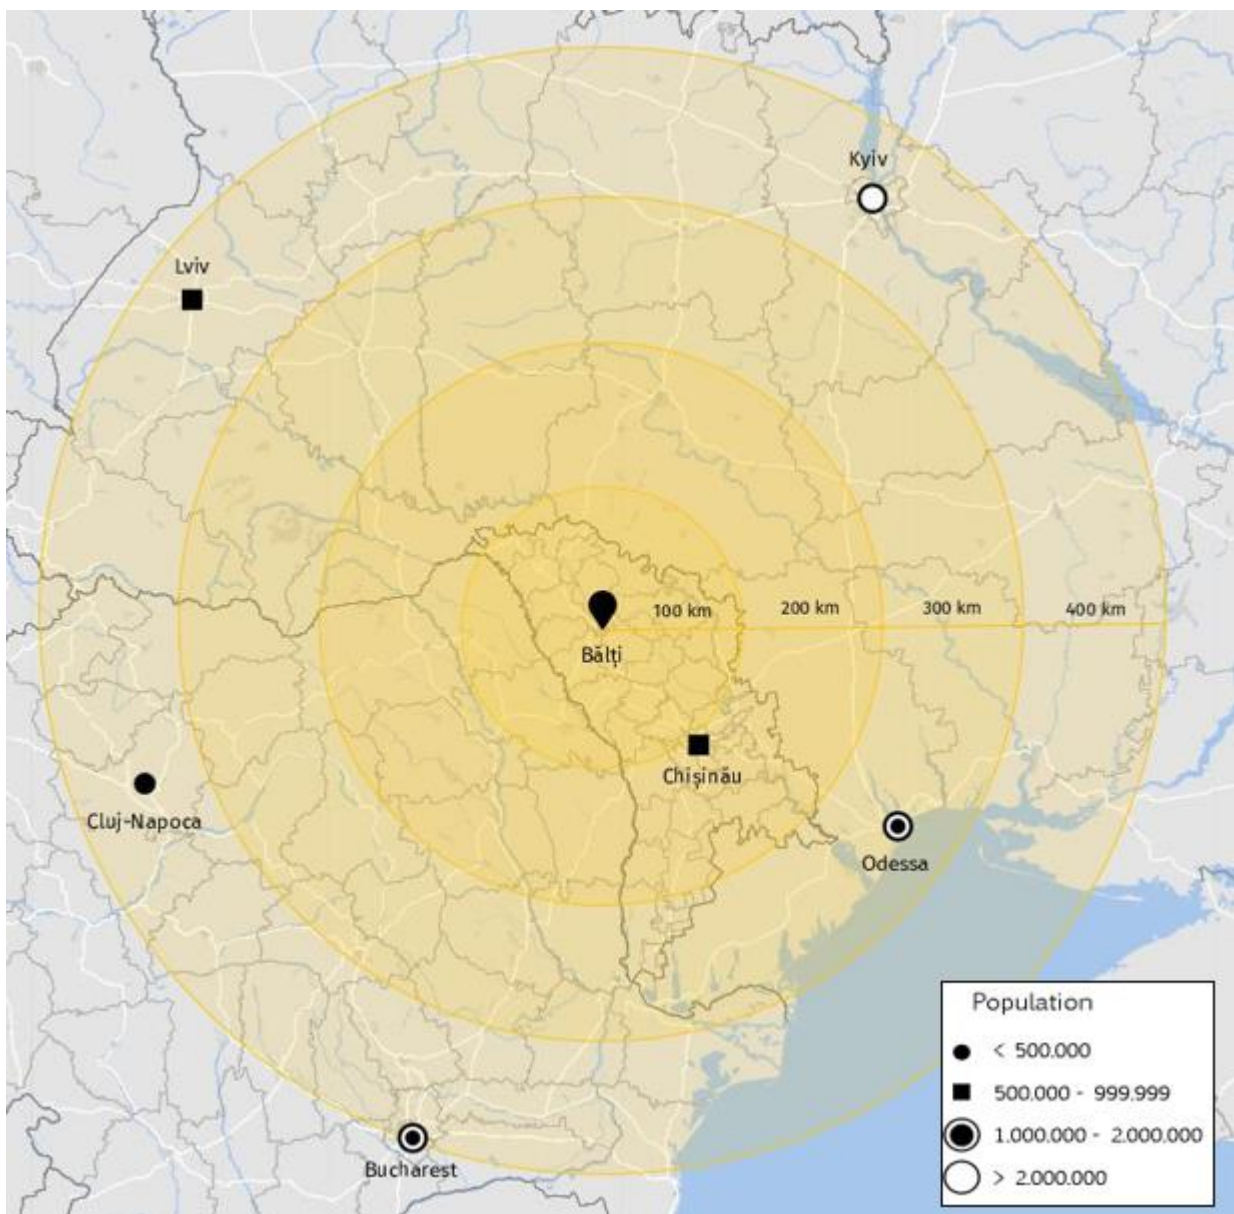 Kyiv
Lviv
100 km
200 km
300 km
400 km
Bălți
Chișinău
Cluj-Napoca
Odessa
Bucharest
Population
< 500.000
500.000 - 999.999
1.000.000 - 2.000.000
> 2.000.000